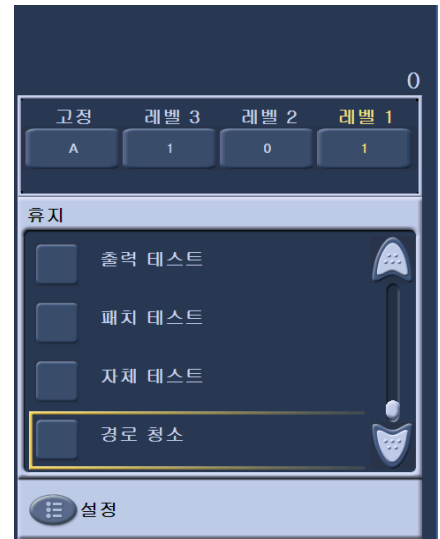 0
고정 레벨 3 레벨 2 레벨 1
A 1 0 1
휴지
출력 테스트
패치 테스트
자체 테스트
경로 청소
설정